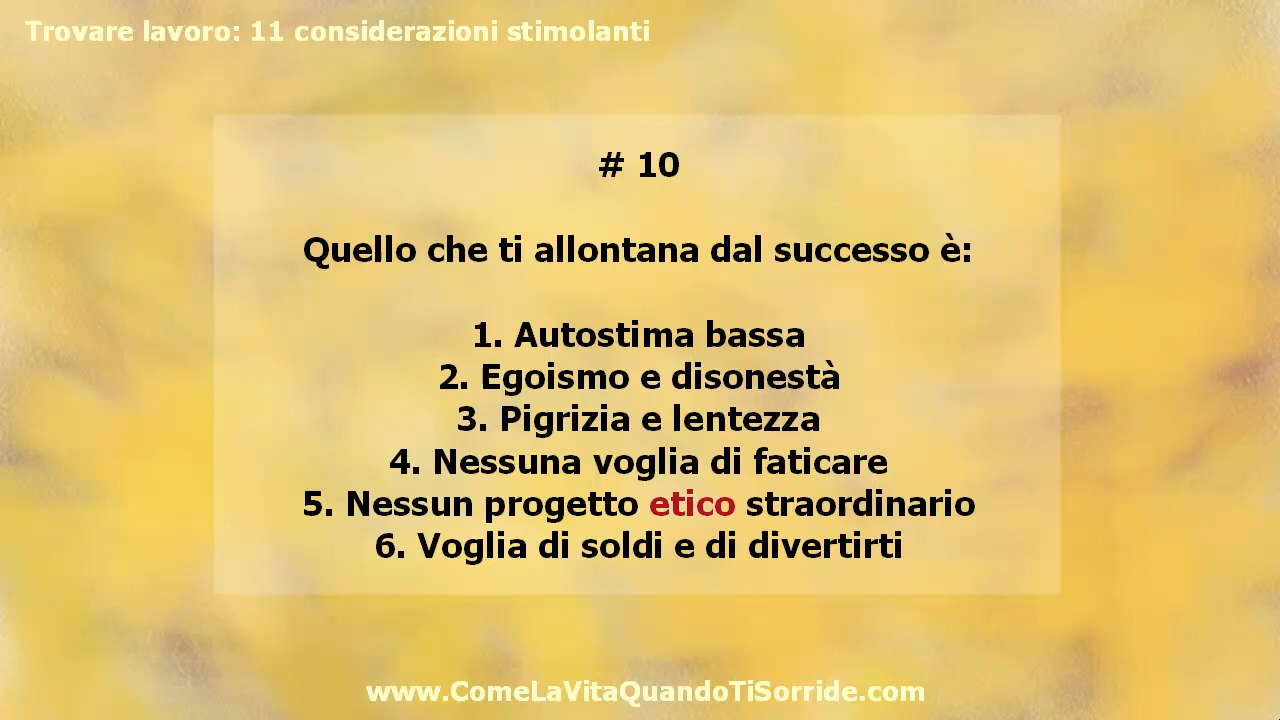 Trovare lavoro: 11 considerazioni stimolanti
# 10
Quello che ti allontana dal successo è:
1. Autostima bassa
2. Egoismo e disonestà
3. Pigrizia e lentezza
4. Nessuna voglia di faticare
5. Nessun progetto etico straordinario
6. Voglia di soldi e di divertirti
www.ComeLaVitaQuandoTiSorride.com